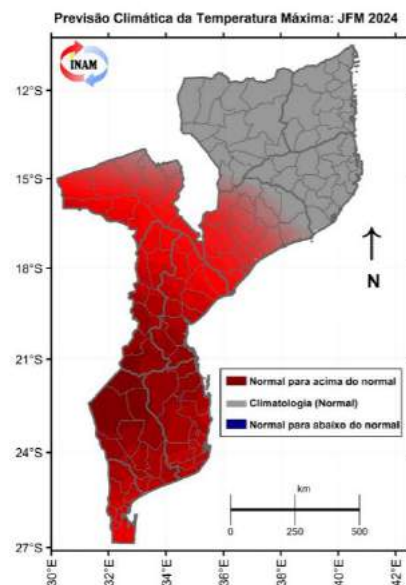 Previsão Climática da Temperatura Máxima: JFM 2024
INAM
12°S
15°S
18°S
21°S
24°S
27°S
N
Normal para acima do normal
Climatologia (Normal)
Normal para abaixo do normal
km
0 250 500
30°E 32°E 34°E 36°E 38°E 40°E 42°E